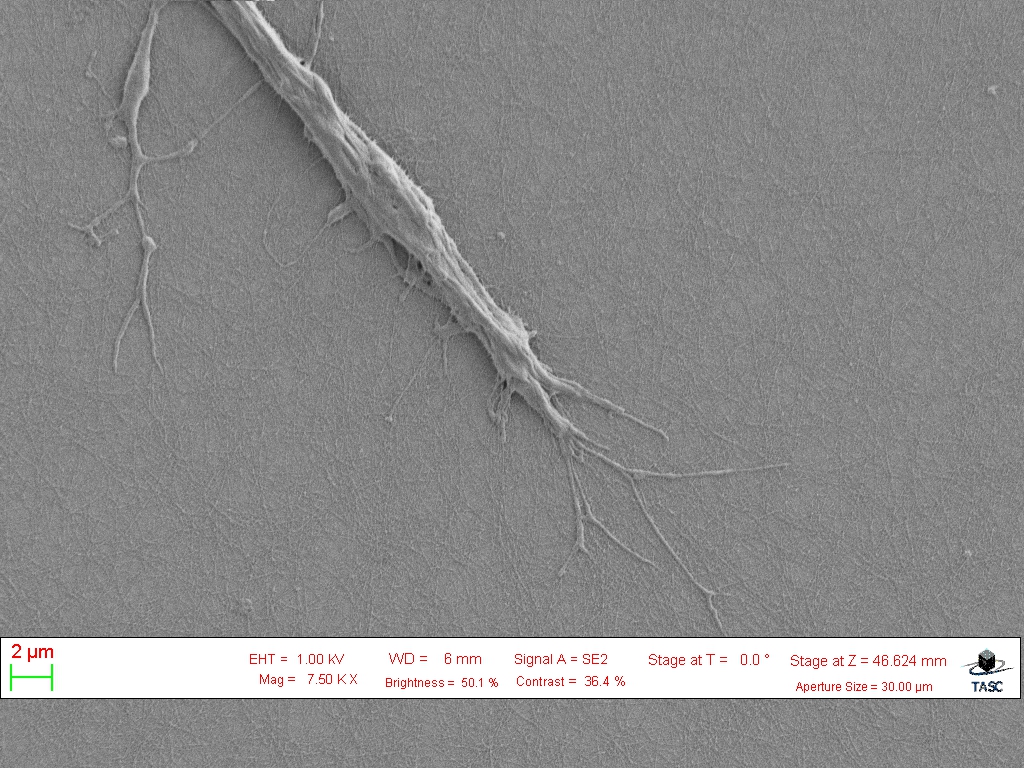 2 µm
EHT = 1.00 kV WD = 6 mm Signal A = SE2 Stage at T = 0.0 ° Stage at Z = 46.624 mm
Mag = 7.50 K X Brightness = 50.1 % Contrast = 36.4 % Aperture Size = 30.00 µm
TASC